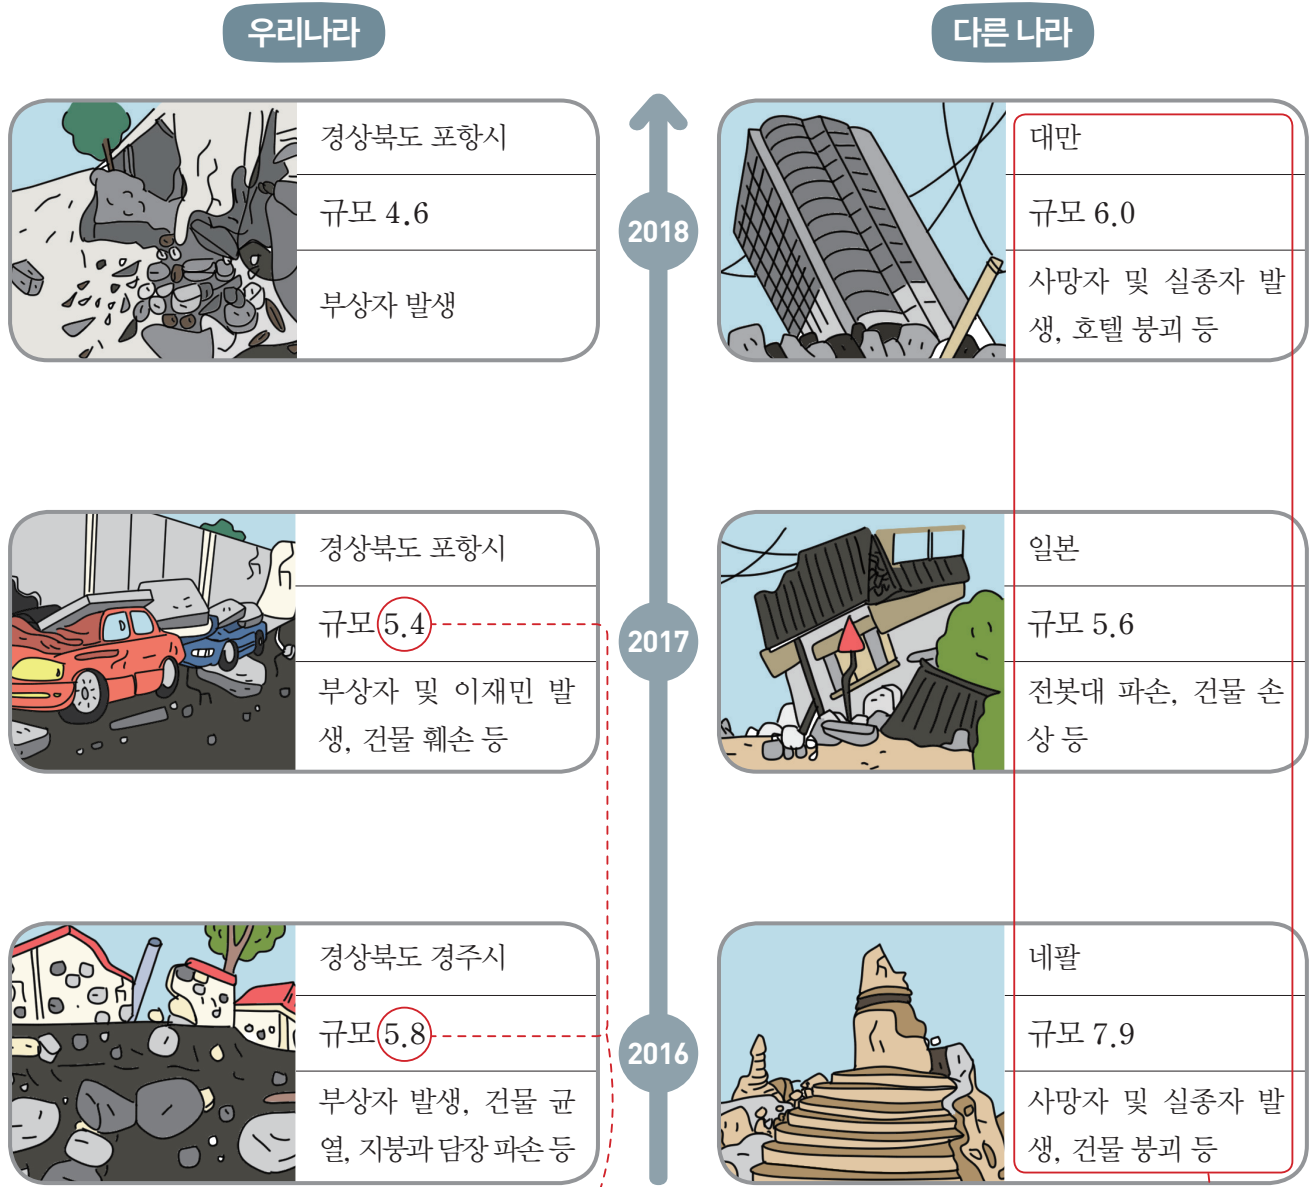 우리나라
다른 나라
경상북도 포항시
규모 4.6
부상자 발생
2018
대만
규모 6.0
사망자 및 실종자 발
생, 호텔 붕괴 등
경상북도 포항시
규모 5.4
부상자 및 이재민 발
생, 건물 훼손 등
2017
일본
규모 5.6
전봇대 파손, 건물 손
상 등
경상북도 경주시
규모 5.8
부상자 발생, 건물 균
열, 지붕과 담장 파손 등
2016
네팔
규모 7.9
사망자 및 실종자 발
생, 건물 붕괴 등